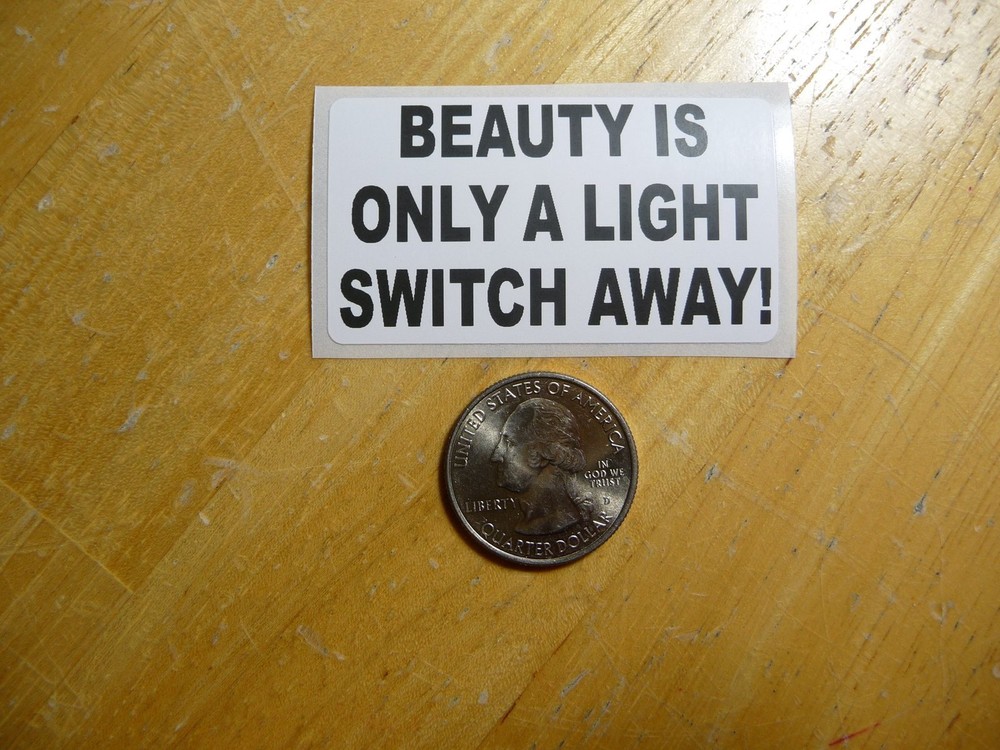 BEAUTY IS
ONLY A LIGHT
SWITCH AWAY!
UNITED STATES OF AMERICA
IN
GOD WE
TRUST
LIBERTY
D
QUARTER DOLLAR